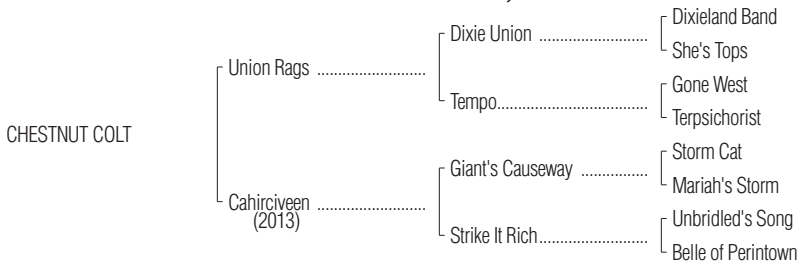 Dixieland Band
Dixie Union ..........................
She's Tops
Union Rags ..........................
Gone West
Tempo....................................
Terpsichorist
CHESTNUT COLT
Storm Cat
Giant's Causeway ................
Mariah's Storm
Cahirciveen ..........................
(2013)
Unbridled's Song
Strike It Rich..........................
Belle of Perintown